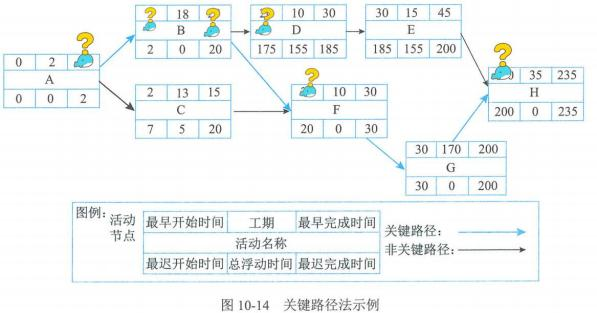 18
B
2 0 20
10 30
D
175 155 185
30 15 45
E
185 155 200
0 2
A
0 0 2
2 13 15
C
7 5 20
10 30
F
20 0 30
35 235
H
200 0 235
30 170 200
G
30 0 200
图例:活动节点
最早开始时间 工期 最早完成时间
活动名称
最迟开始时间 总浮动时间 最迟完成时间
关键路径:
非关键路径:
图 10-14 关键路径法示例